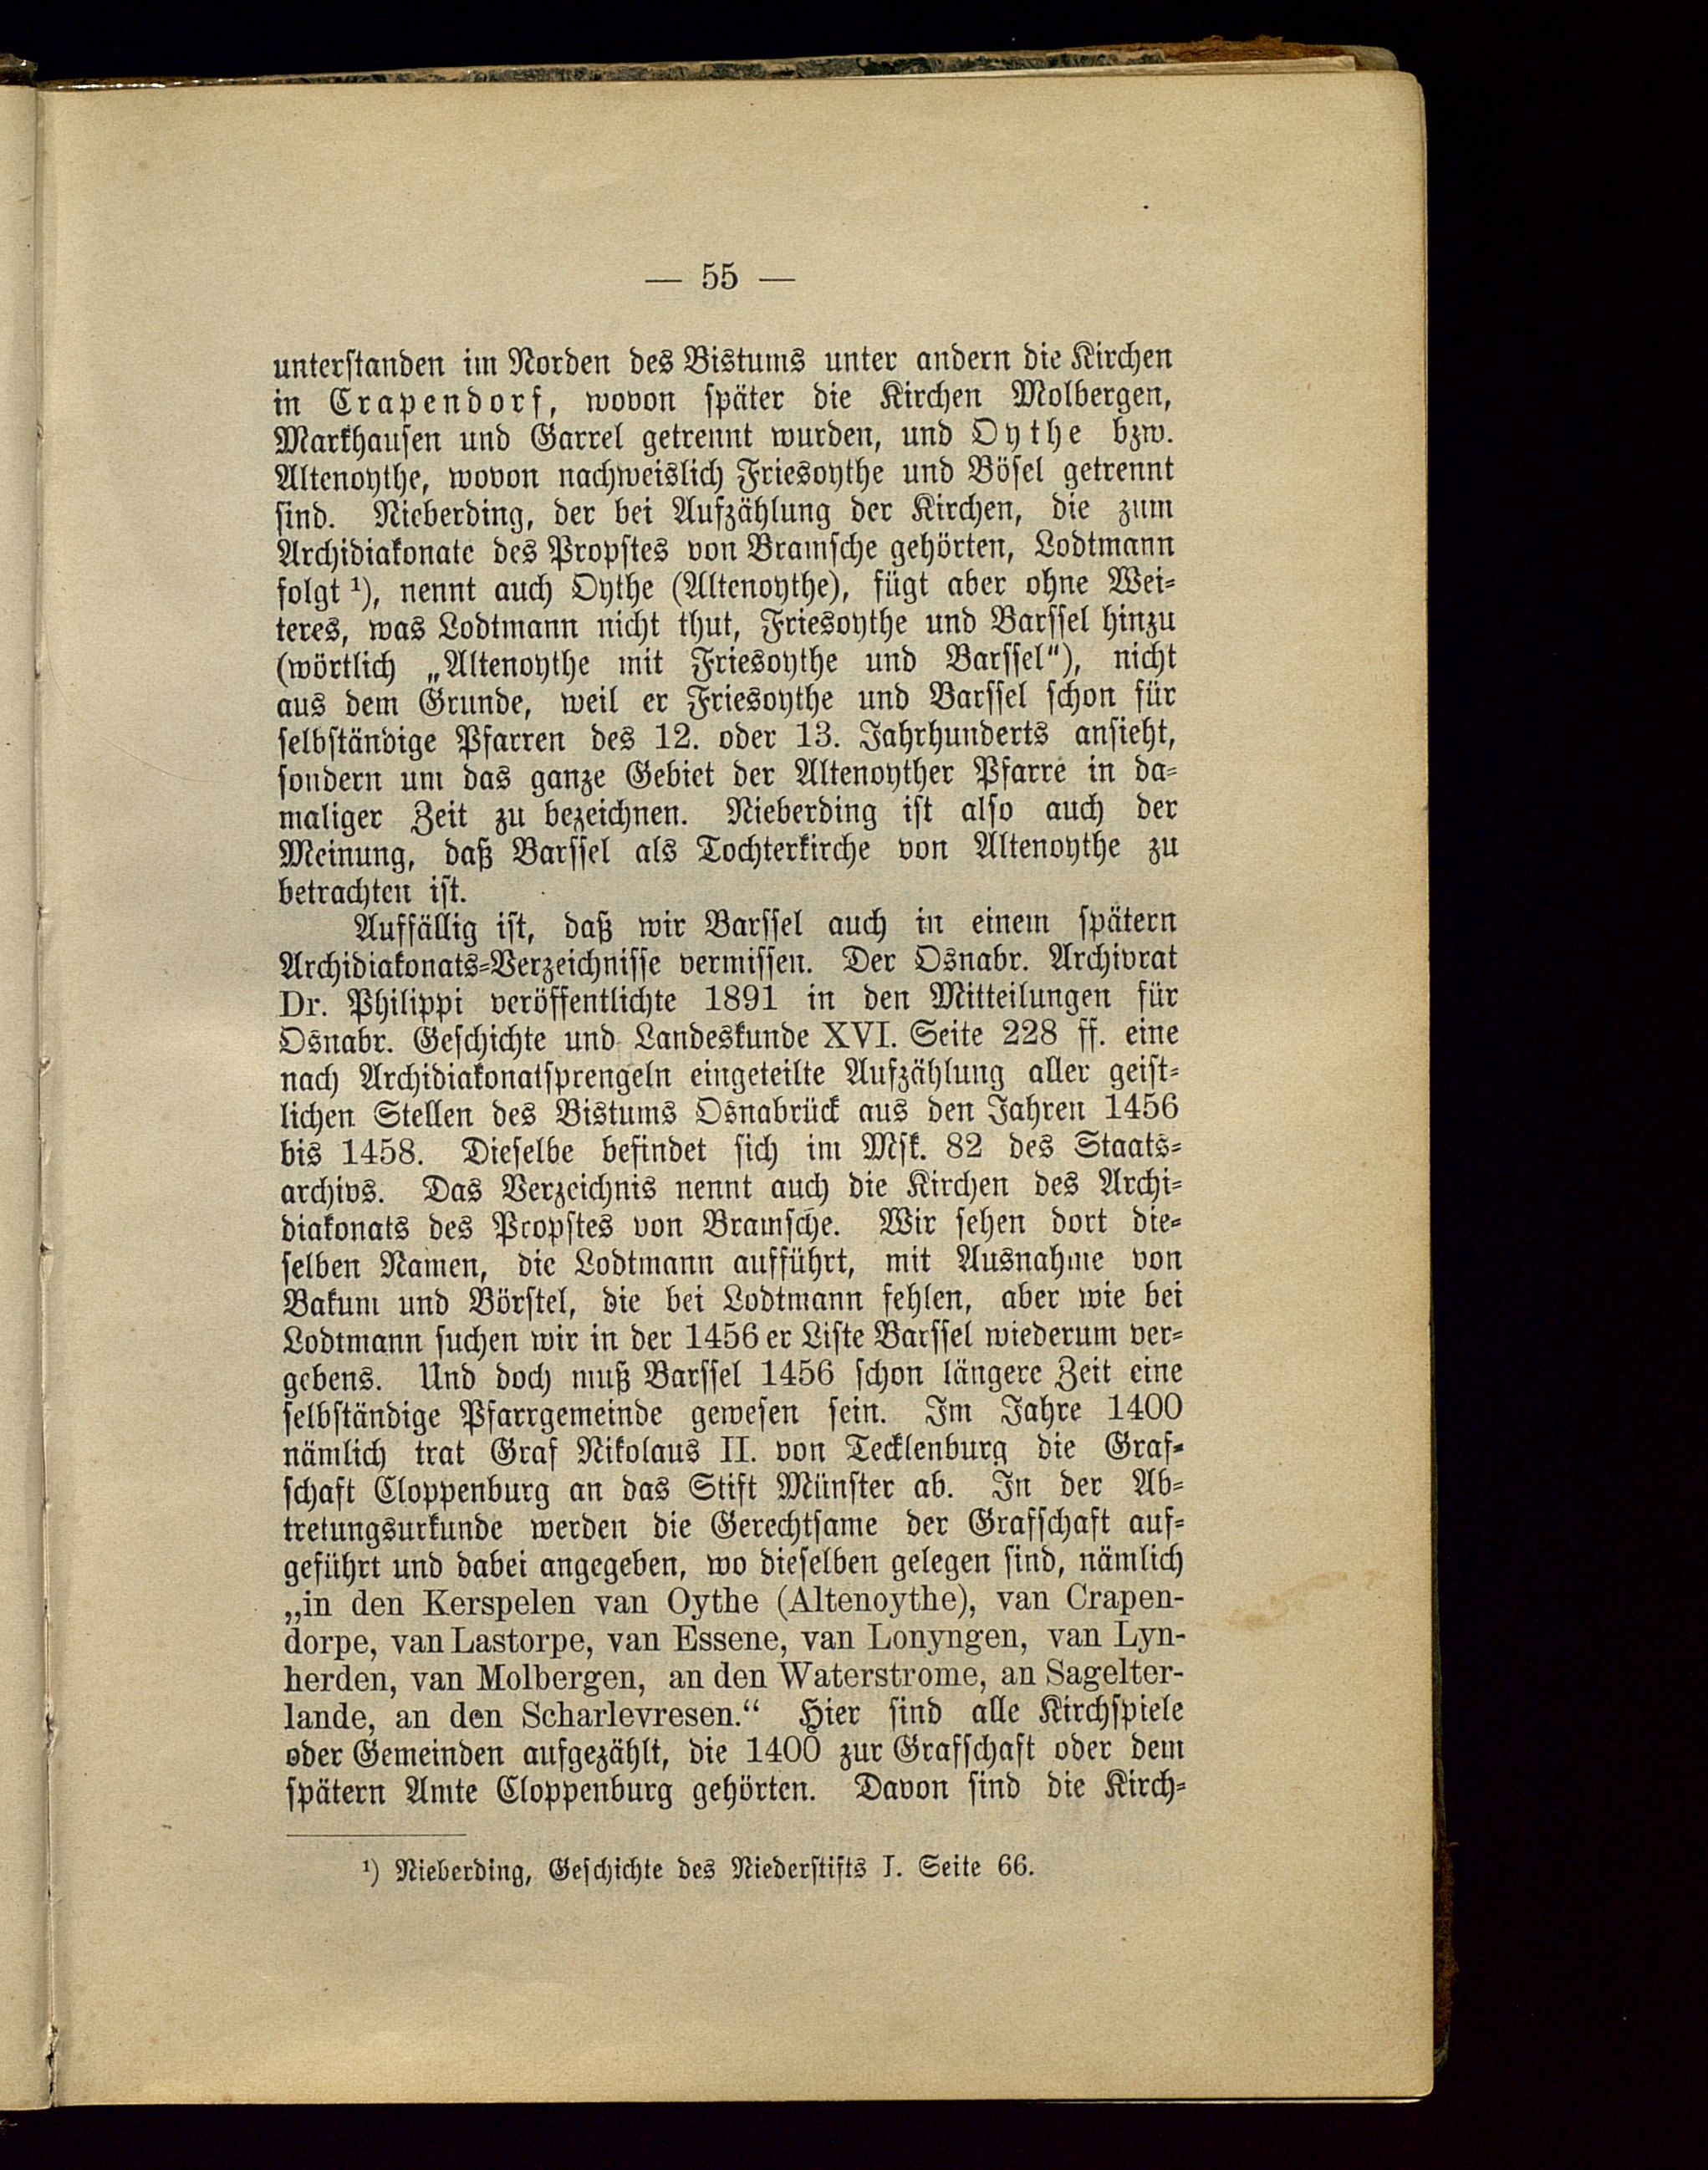 — 55 —
unterstanden im Norden des Bistums unter andern die Kirchen
in Crapendorf, wovon später die Kirchen Molbergen,
Markhausen und Garrel getrennt wurden, und Oythe bzw.
Altenoythe, wovon nachweislich Friesoythe und Bösel getrennt
sind. Nieberding, der bei Aufzählung der Kirchen, die zum
Archidiakonate des Propstes von Bramsche gehörten, Lodtmann
folgt ¹), nennt auch Oythe (Altenoythe), fügt aber ohne Wei-
teres, was Lodtmann nicht thut, Friesoythe und Barssel hinzu
(wörtlich „Altenoythe mit Friesoythe und Barssel“), nicht
aus dem Grunde, weil er Friesoythe und Barssel schon für
selbständige Pfarren des 12. oder 13. Jahrhunderts ansieht,
sondern um das ganze Gebiet der Altenoyther Pfarre in da-
maliger Zeit zu bezeichnen. Nieberding ist also auch der
Meinung, daß Barssel als Tochterkirche von Altenoythe zu
betrachten ist.
Auffällig ist, daß wir Barssel auch in einem spätern
Archidiakonats-Verzeichnisse vermissen. Der Osnabr. Archivrat
Dr. Philippi veröffentlichte 1891 in den Mitteilungen für
Osnabr. Geschichte und Landeskunde XVI. Seite 228 ff. eine
nach Archidiakonatsprengeln eingeteilte Aufzählung aller geist-
lichen Stellen des Bistums Osnabrück aus den Jahren 1456
bis 1458. Dieselbe befindet sich im Msk. 82 des Staats-
archivs. Das Verzeichnis nennt auch die Kirchen des Archi-
diakonats des Propstes von Bramsche. Wir sehen dort die-
selben Namen, die Lodtmann aufführt, mit Ausnahme von
Bakum und Börstel, die bei Lodtmann fehlen, aber wie bei
Lodtmann suchen wir in der 1456 er Liste Barssel wiederum ver-
gebens. Und doch muß Barssel 1456 schon längere Zeit eine
selbständige Pfarrgemeinde gewesen sein. Im Jahre 1400
nämlich trat Graf Nikolaus II. von Tecklenburg die Graf-
schaft Cloppenburg an das Stift Münster ab. In der Ab-
tretungsurkunde werden die Gerechtsame der Grafschaft auf-
geführt und dabei angegeben, wo dieselben gelegen sind, nämlich
„in den Kerspelen van Oythe (Altenoythe), van Crapen-
dorpe, van Lastorpe, van Essene, van Lonyngen, van Lyn-
herden, van Molbergen, an den Waterstrome, an Sagelter-
lande, an den Scharlevresen.“ Hier sind alle Kirchspiele
oder Gemeinden aufgezählt, die 1400 zur Grafschaft oder dem
spätern Amte Cloppenburg gehörten. Davon sind die Kirch-
¹) Nieberding, Geschichte des Niederstifts I. Seite 66.